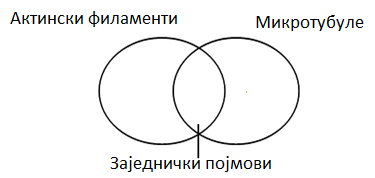 Актински филаменти
Микротубуле
Заједнички појмови